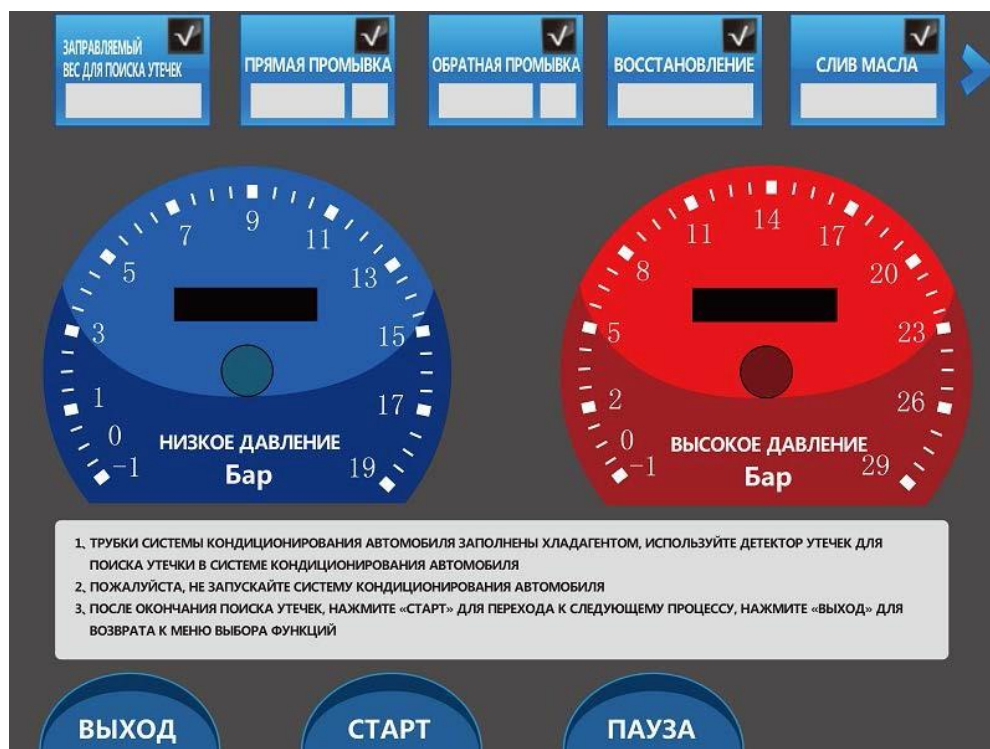 ЗАПРАВЛЯЕМЫЙ
ВЕС ДЛЯ ПОИСКА УТЕЧЕК
ПРЯМАЯ ПРОМЫВКА
ОБРАТНАЯ ПРОМЫВКА
ВОССТАНОВЛЕНИЕ
СЛИВ МАСЛА
-1
0
1
3
5
7
9
11
13
15
17
19
НИЗКОЕ ДАВЛЕНИЕ
Бар
-1
0
2
5
8
11
14
17
20
23
26
29
ВЫСОКОЕ ДАВЛЕНИЕ
Бар
1、ТРУБКИ СИСТЕМЫ КОНДИЦИОНИРОВАНИЯ АВТОМОБИЛЯ ЗАПОЛНЕНЫ ХЛАДАГЕНТОМ, ИСПОЛЬЗУЙТЕ ДЕТЕКТОР УТЕЧЕК ДЛЯ
ПОИСКА УТЕЧКИ В СИСТЕМЕ КОНДИЦИОНИРОВАНИЯ АВТОМОБИЛЯ
2、ПОЖАЛУЙСТА, НЕ ЗАПУСКАЙТЕ СИСТЕМУ КОНДИЦИОНИРОВАНИЯ АВТОМОБИЛЯ
3、ПОСЛЕ ОКОНЧАНИЯ ПОИСКА УТЕЧЕК, НАЖМИТЕ «СТАРТ» ДЛЯ ПЕРЕХОДА К СЛЕДУЮЩЕМУ ПРОЦЕССУ, НАЖМИТЕ «ВЫХОД» ДЛЯ
ВОЗВРАТА К МЕНЮ ВЫБОРА ФУНКЦИЙ
ВЫХОД
СТАРТ
ПАУЗА